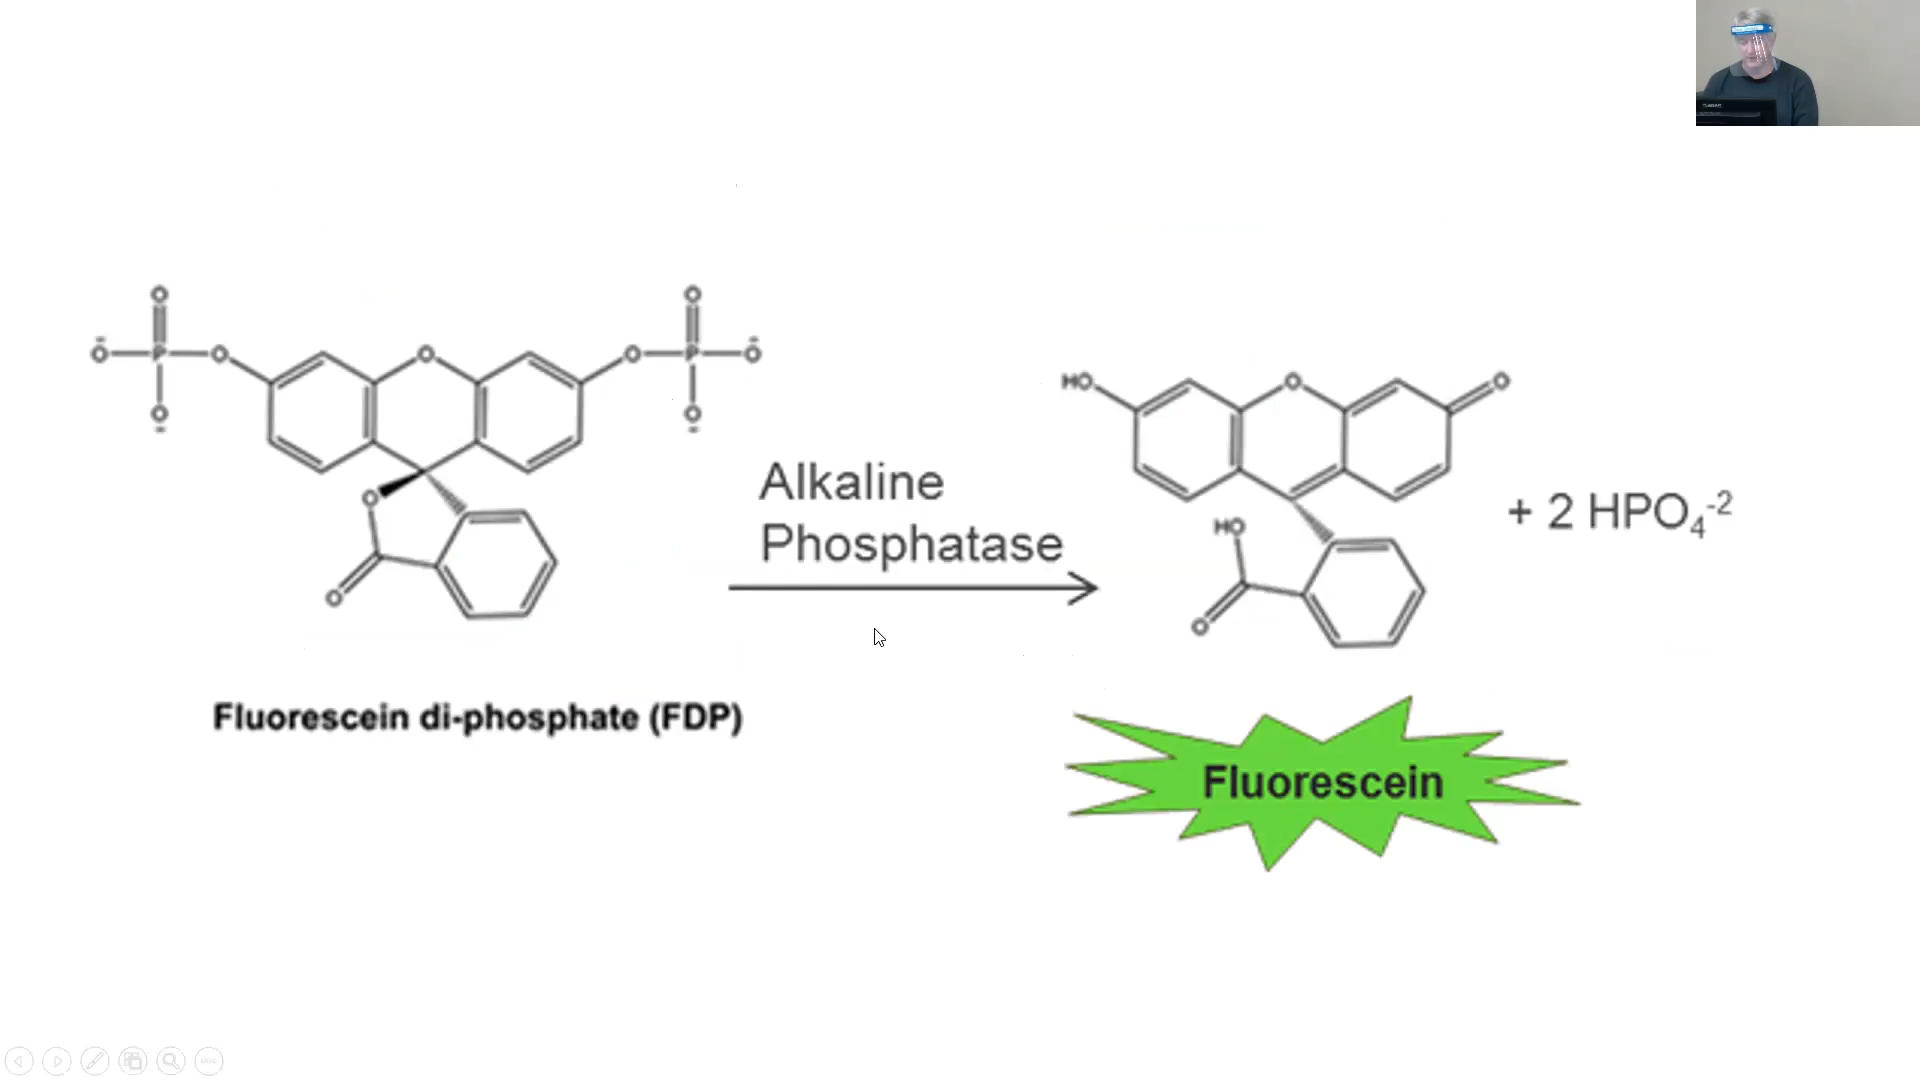 O
O
O
P
O
O
O
P
O
O
O
O
O
Alkaline
Phosphatase
HO
O
O
HO
O
+ 2 HPO₄⁻²
Fluorescein di-phosphate (FDP)
Fluorescein